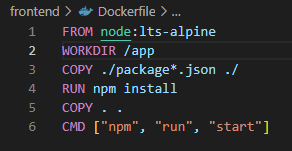 frontend > Dockerfile > ...
1 FROM node:lts-alpine
2 WORKDIR /app
3 COPY ./package*.json ./
4 RUN npm install
5 COPY . .
6 CMD ["npm", "run", "start"]